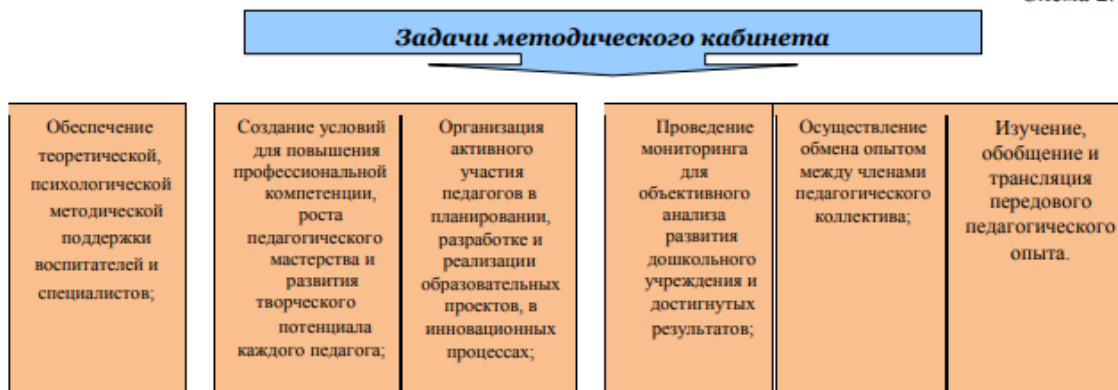 Задачи методического кабинета
Обеспечение
теоретической,
психологической
методической
поддержки
воспитателей и
специалистов;
Создание условий
для повышения
профессиональной
компетенции,
роста
педагогического
мастерства и
развития
творческого
потенциала
каждого педагога;
Организация
активного
участия
педагогов в
планировании,
разработке и
реализации
образовательных
проектов, в
инновационных
процессах;
Проведение
мониторинга
для
объективного
анализа
развития
дошкольного
учреждения и
достигнутых
результатов;
Осуществление
обмена опытом
между членами
педагогического
коллектива;
Изучение,
обобщение и
трансляция
передового
педагогического
опыта.